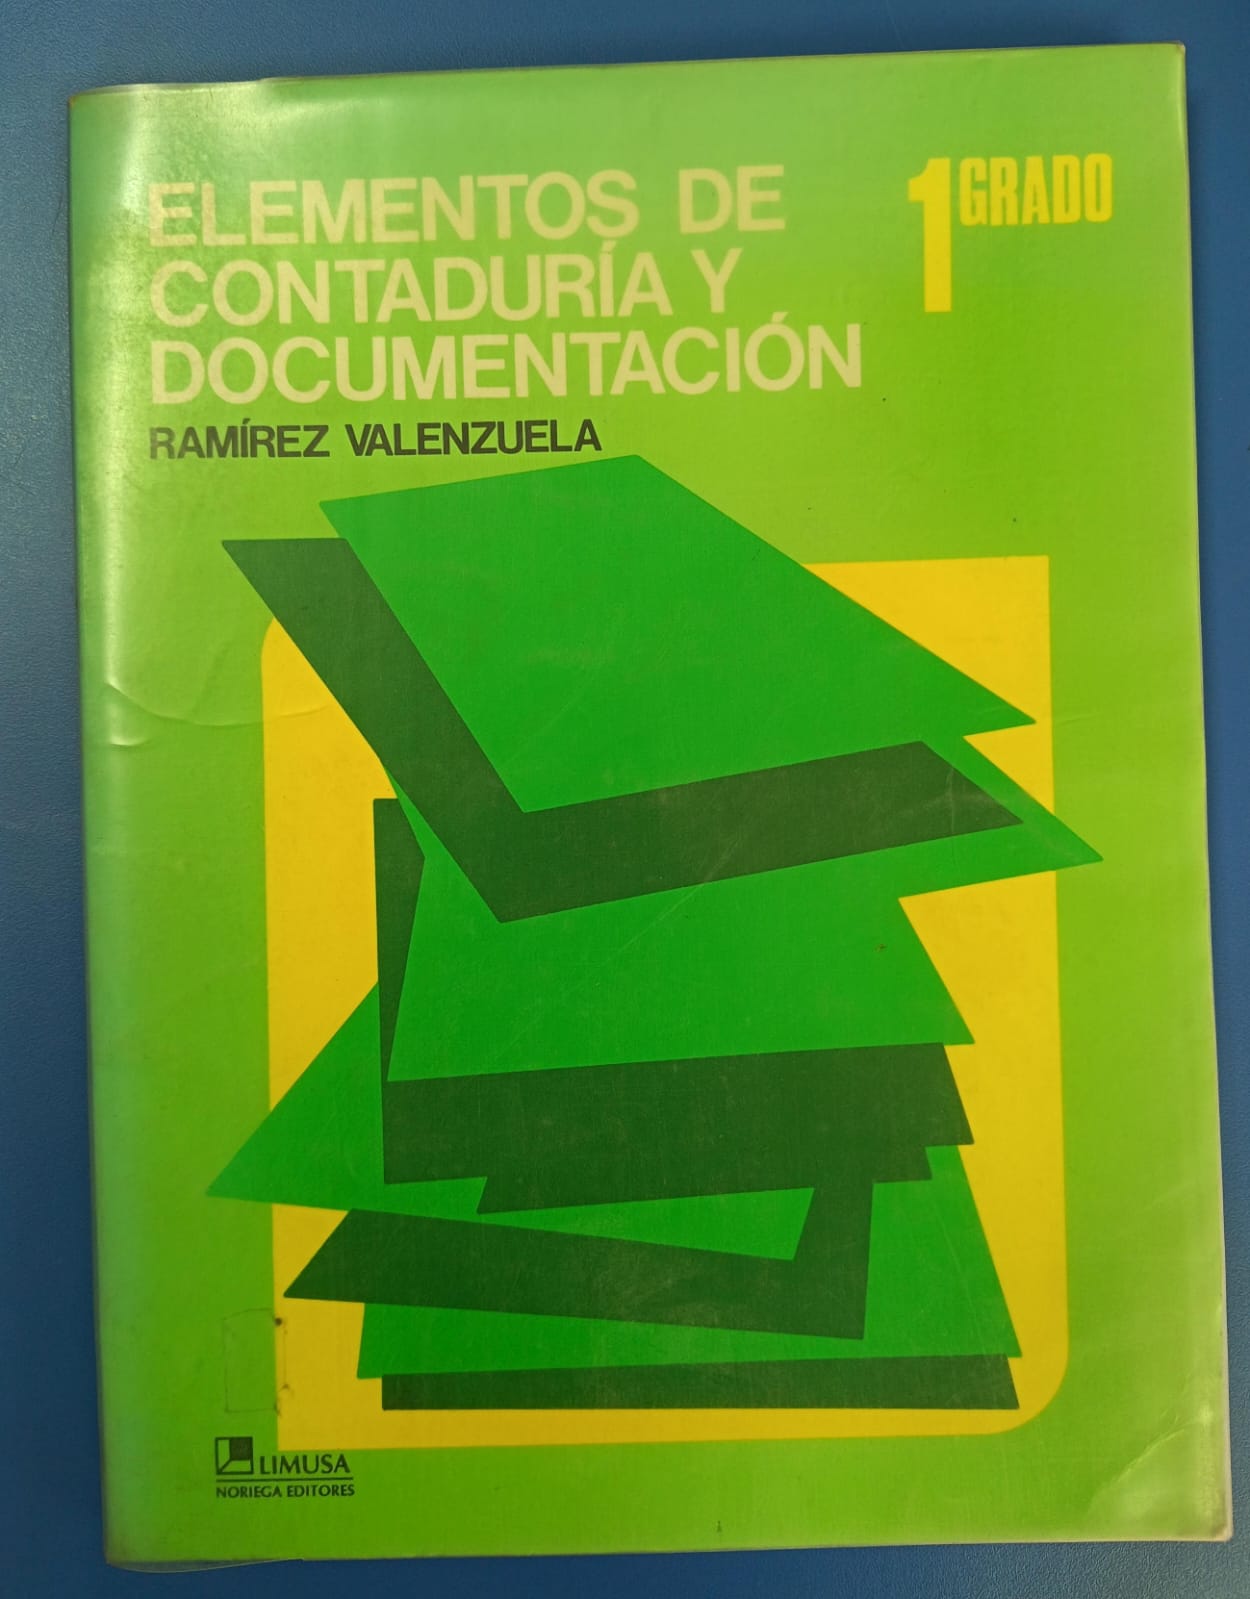 ELEMENTOS DE
CONTADURÍA Y
DOCUMENTACIÓN
1 GRADO
RAMÍREZ VALENZUELA
LIMUSA
NORIEGA EDITORES